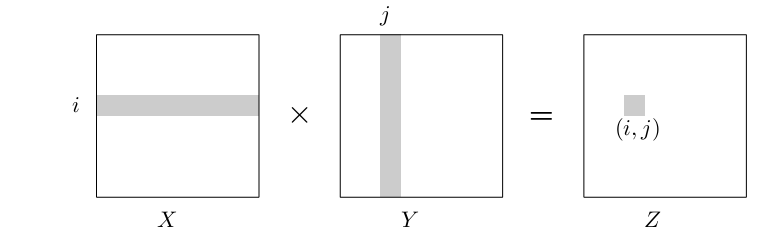 j
i
×
=
(i, j)
X
Y
Z